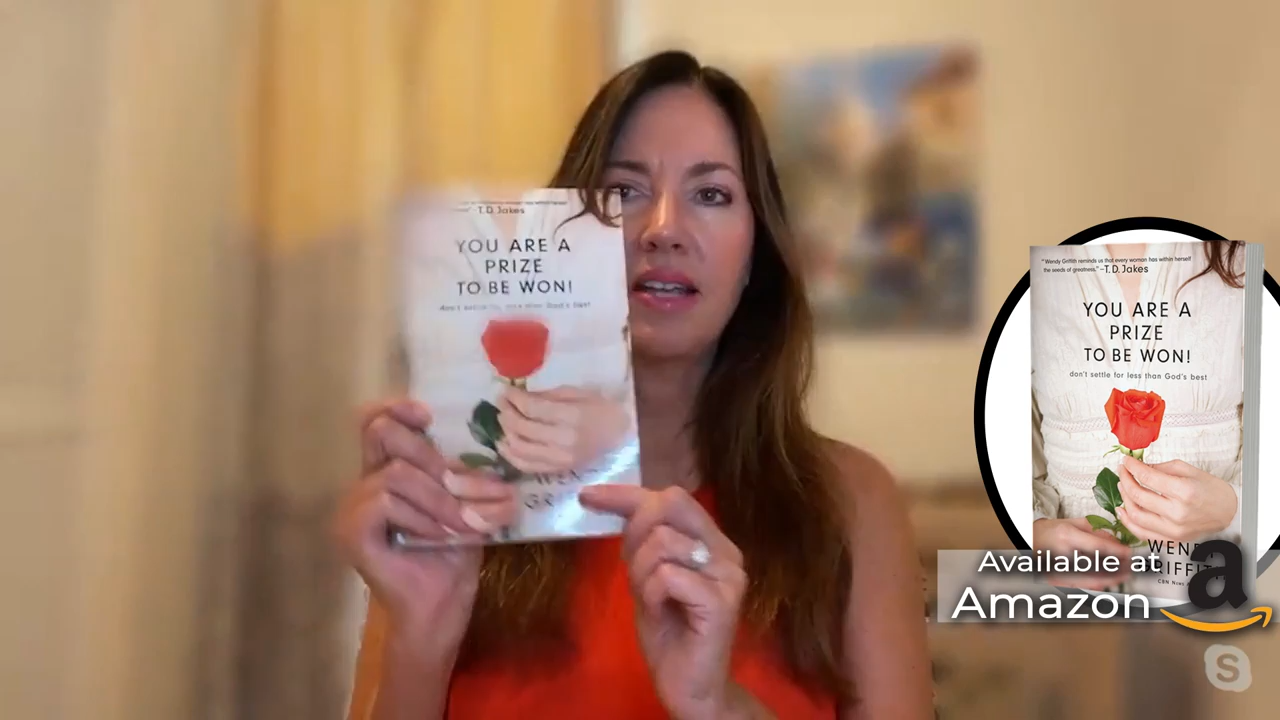 -T.D. Jakes
YOU ARE A
PRIZE
TO BE WON!
"Wendy Griffith reminds us that every woman has within herself
the seeds of greatness." –T.D. Jakes
YOU ARE A
PRIZE
TO BE WON!
don't settle for less than God's best
Available at
Amazon
a
S